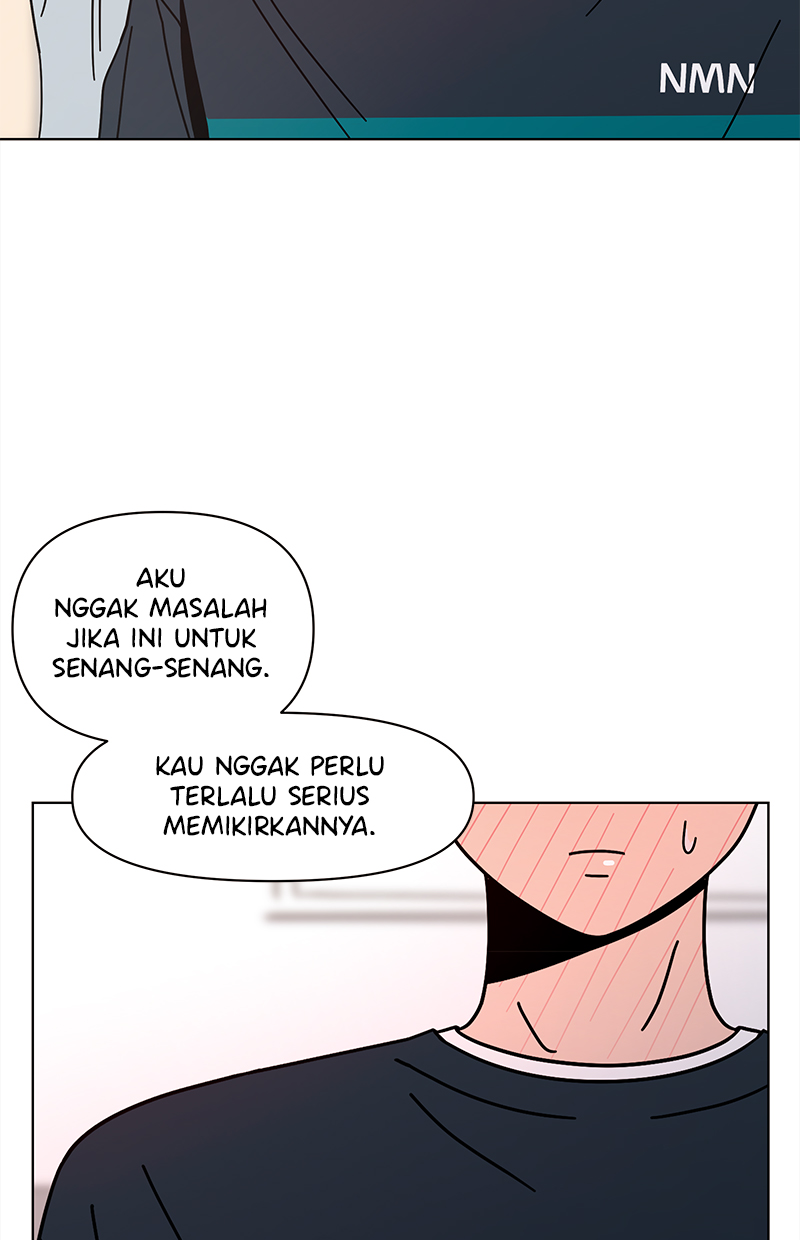 NMN
AKU
NGGAK MASALAH
JIKA INI UNTUK
SENANG-SENANG.
KAU NGGAK PERLU
TERLALU SERIUS
MEMIKIRKANNYA.